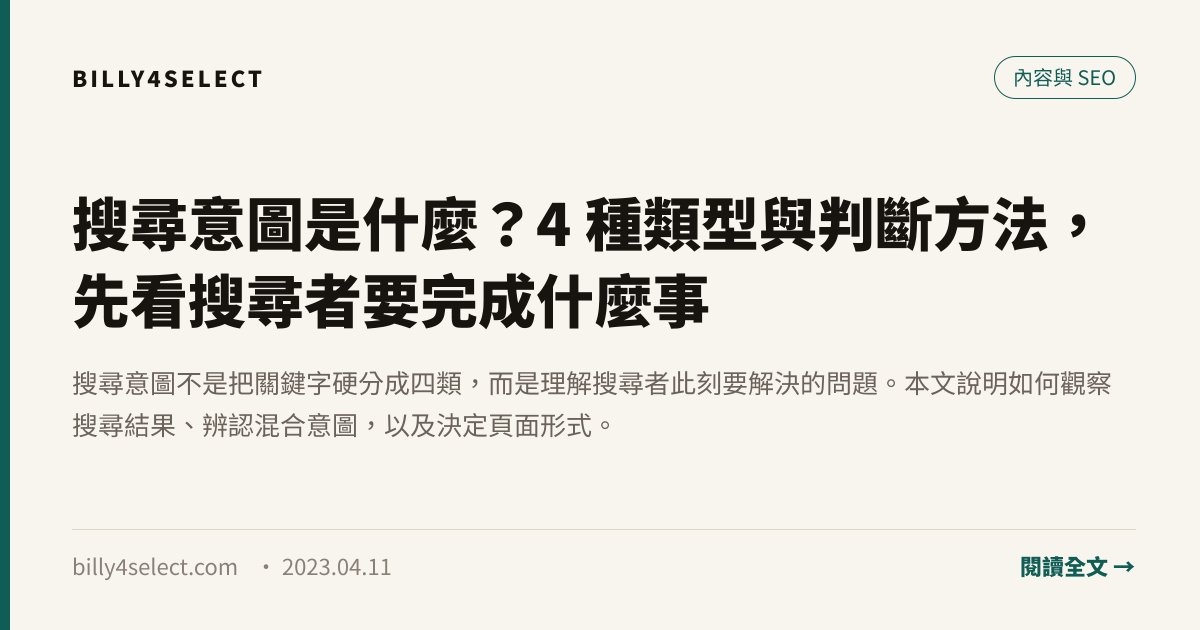 BILLY4SELECT
內容與 SEO
搜尋意圖是什麼？4 種類型與判斷方法，
先看搜尋者要完成什麼事
搜尋意圖不是把關鍵字硬分成四類，而是理解搜尋者此刻要解決的問題。本文說明如何觀察
搜尋結果、辨認混合意圖，以及決定頁面形式。
billy4select.com ・ 2023.04.11
閱讀全文 →